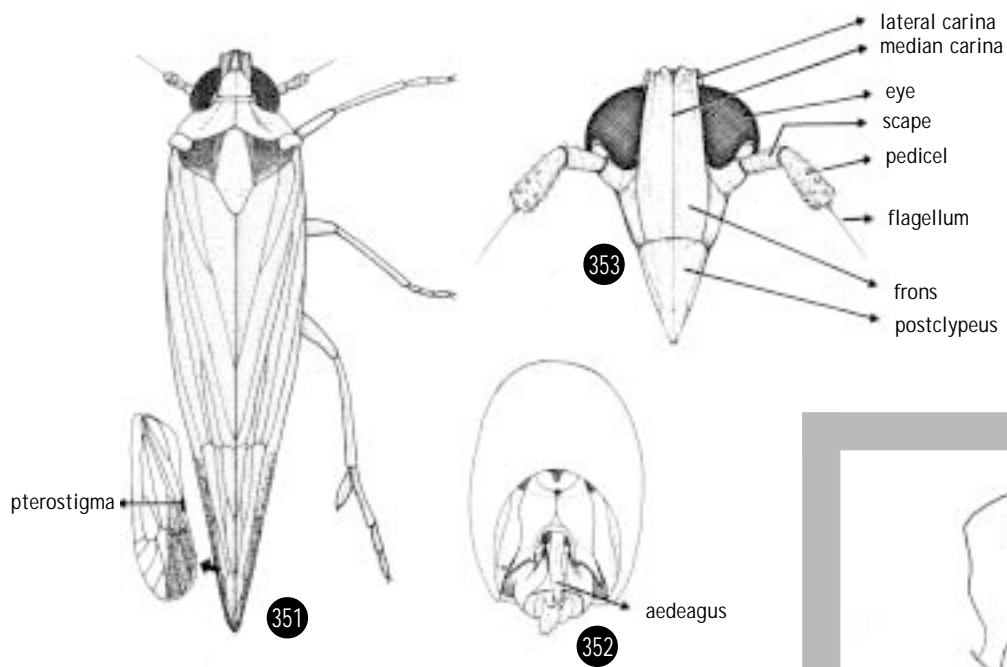 lateral carina
median carina
eye
scape
pedicel
flagellum
353
frons
postclypeus
pterostigma
351
aedeagus
352